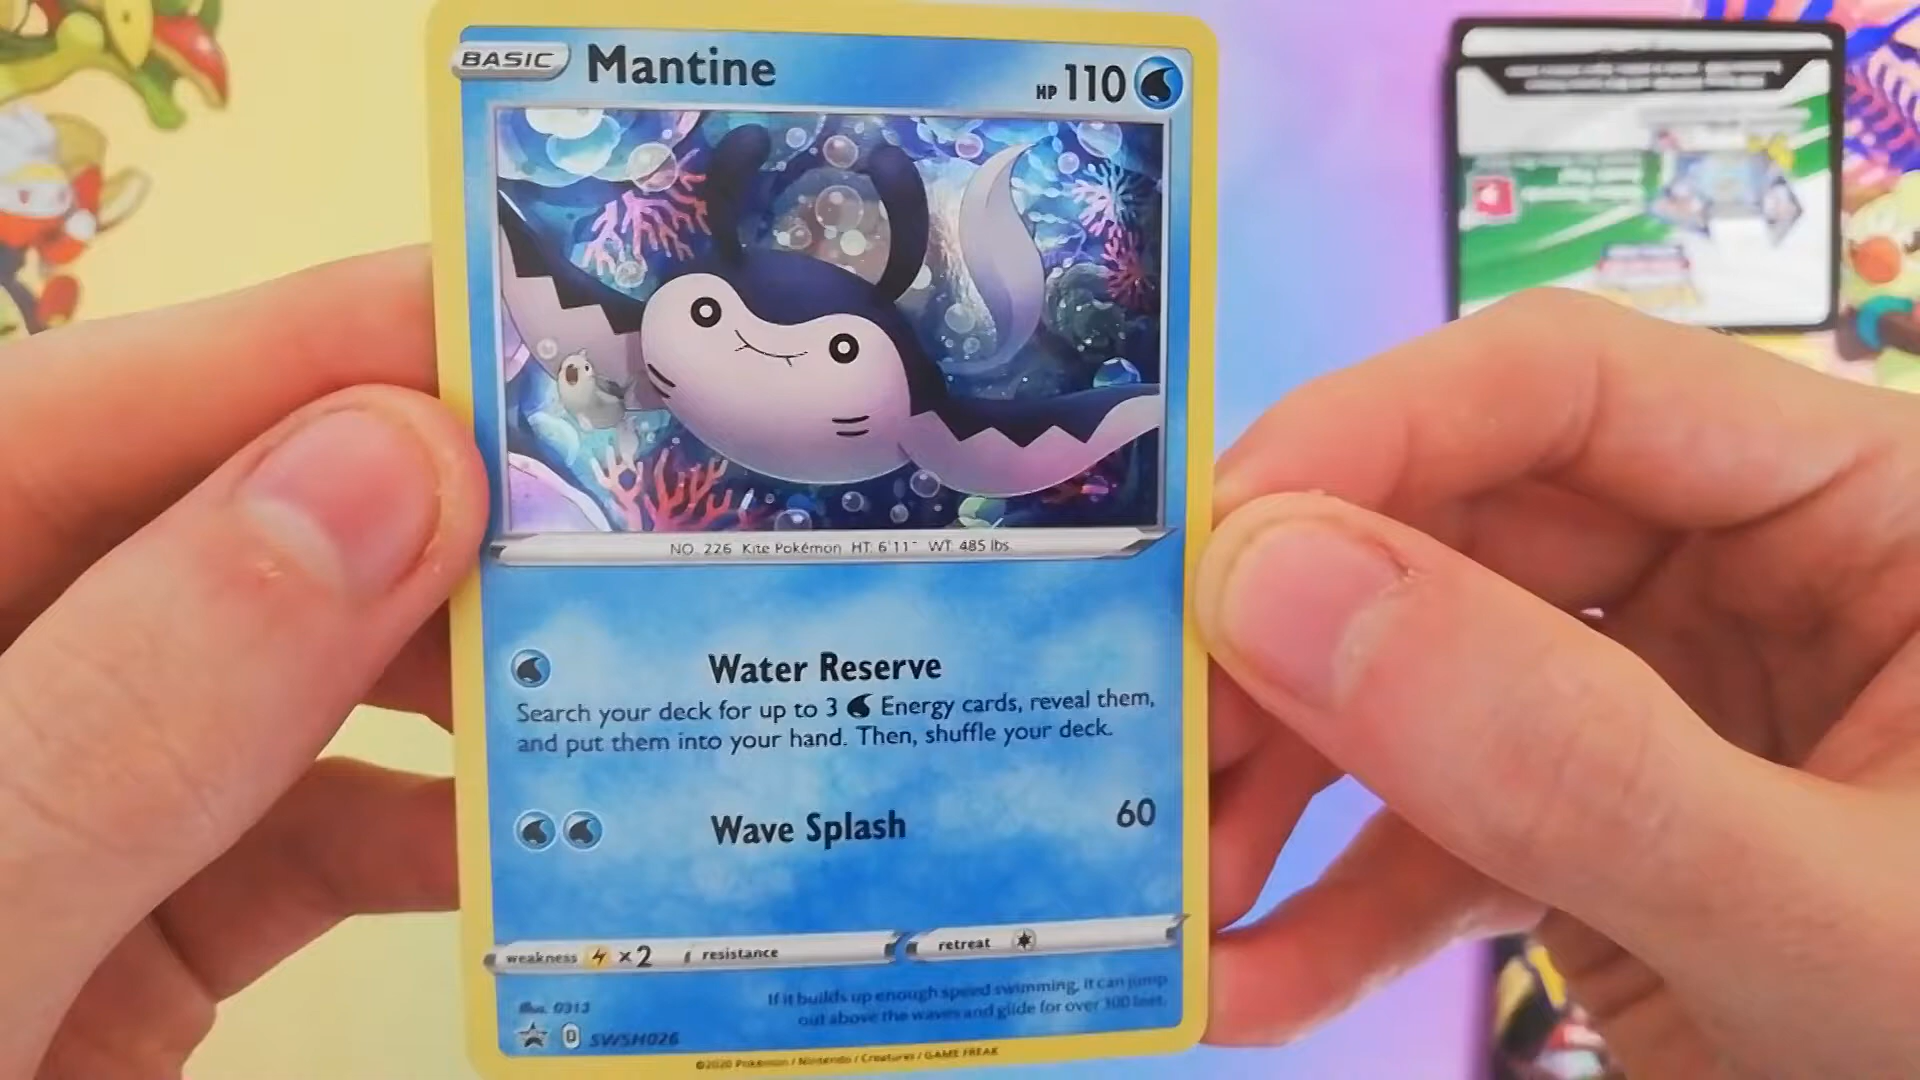 BASIC Mantine HP 110
NO. 226 Kite Pokémon HT: 6'11" WT: 485 lbs
Water Reserve
Search your deck for up to 3 Energy cards, reveal them,
and put them into your hand. Then, shuffle your deck.
Wave Splash 60
weakness ×2 resistance retreat
If it builds up enough speed swimming, it can jump
out above the waves and glide for over 300 feet.
Illus. 0313
D SWSH026
©2020 Pokémon / Nintendo / Creatures / GAME FREAK